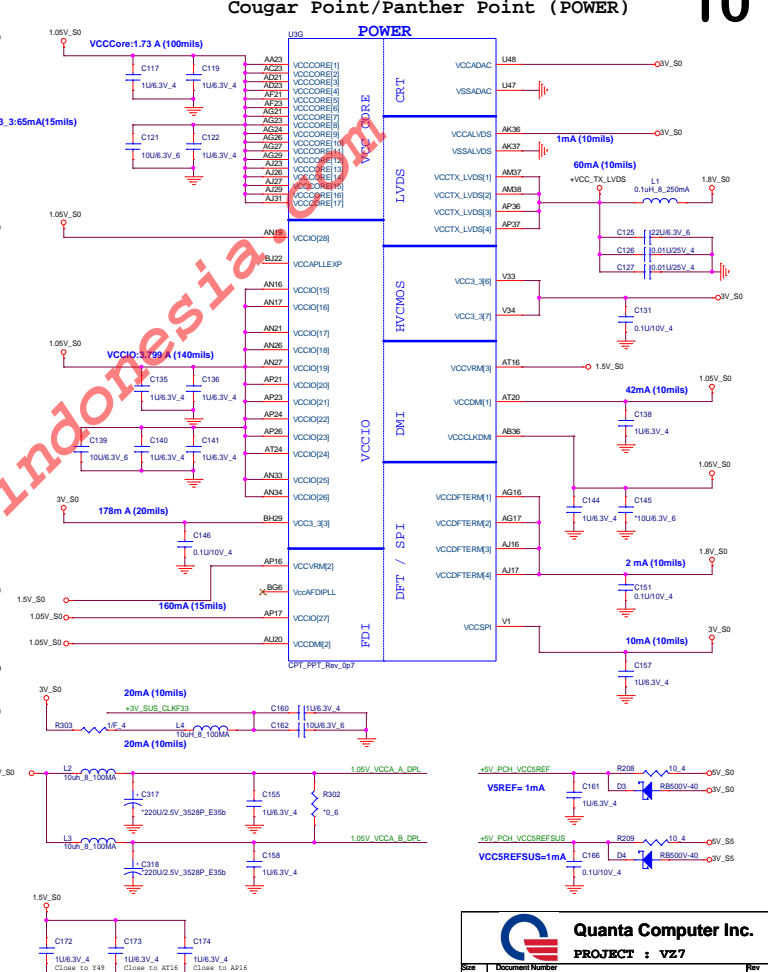 Cougar Point/Panther Point (POWER)
10
1.05V_S0
VCCCore:1.73 A (100mils)
C117
1U/6.3V_4
C119
1U/6.3V_4
3_3:65mA(15mils)
C121
10U/6.3V_6
C122
1U/6.3V_4
U3G
POWER
AA23 VCCCORE[1]
AC23 VCCCORE[2]
AD21 VCCCORE[3]
AD23 VCCCORE[4]
AF21 VCCCORE[5]
AF23 VCCCORE[6]
AG21 VCCCORE[7]
AG23 VCCCORE[8]
AG24 VCCCORE[9]
AG26 VCCCORE[10]
AG27 VCCCORE[11]
AG29 VCCCORE[12]
AJ23 VCCCORE[13]
AJ26 VCCCORE[14]
AJ27 VCCCORE[15]
AJ29 VCCCORE[16]
AJ31 VCCCORE[17]
VCC CORE
CRT
VCCADAC U48 3V_S0
VSSADAC U47
LVDS
VCCALVDS AK36 3V_S0
1mA (10mils)
VSSALVDS AK37
60mA (10mils)
VCCTX_LVDS[1] AM37
VCCTX_LVDS[2] AM38
VCCTX_LVDS[3] AP36
VCCTX_LVDS[4] AP37
+VCC_TX_LVDS
L1
0.1uH_8_250mA
1.8V_S0
C125 22U/6.3V_6
C126 0.01U/25V_4
C127 0.01U/25V_4
1.05V_S0
AN19 VCCIO[28]
BJ22 VCCAPLLEXP
AN16 VCCIO[15]
AN17 VCCIO[16]
AN21 VCCIO[17]
AN26 VCCIO[18]
AN27 VCCIO[19]
AP21 VCCIO[20]
AP23 VCCIO[21]
AP24 VCCIO[22]
AP26 VCCIO[23]
AT24 VCCIO[24]
AN33 VCCIO[25]
AN34 VCCIO[26]
VCCIO
1.05V_S0
VCCIO:3.799 A (140mils)
C135
1U/6.3V_4
C136
1U/6.3V_4
C139
10U/6.3V_6
C140
1U/6.3V_4
C141
1U/6.3V_4
3V_S0
178m A (20mils)
BH29 VCC3_3[3]
C146
0.1U/10V_4
HVCMOS
VCC3_3[6] V33
VCC3_3[7] V34
3V_S0
C131
0.1U/10V_4
DMI
VCCVRM[3] AT16 1.5V_S0
42mA (10mils)
1.05V_S0
VCCDMI[1] AT20
C138
1U/6.3V_4
VCCCLKDMI AB36
1.05V_S0
C144
1U/6.3V_4
C145
*10U/6.3V_6
DFT / SPI
VCCDFTERM[1] AG16
VCCDFTERM[2] AG17
VCCDFTERM[3] AJ16
VCCDFTERM[4] AJ17
2 mA (10mils)
1.8V_S0
C151
0.1U/10V_4
VCCSPI V1
10mA (10mils)
3V_S0
C157
1U/6.3V_4
FDI
AP16 VCCVRM[2]
BG6 VccAFDIPLL
1.5V_S0
160mA (15mils)
1.05V_S0 AP17 VCCIO[27]
1.05V_S0 AU20 VCCDMI[2]
CPT_PPT_Rev_0p7
3V_S0
20mA (10mils)
+3V_SUS_CLKF33
R303 1/F_4
L4
10uH_8_100MA
20mA (10mils)
C160 1U/6.3V_4
C162 10U/6.3V_6
V_S0
L2
10uh_8_100MA
1.05V_VCCA_A_DPL
C317
*220U/2.5V_3528P_E35b
C155
1U/6.3V_4
R302
*0_6
L3
10uh_8_100MA
1.05V_VCCA_B_DPL
C318
*220U/2.5V_3528P_E35b
C158
1U/6.3V_4
+5V_PCH_VCC5REF
R208 10_4 5V_S0
V5REF= 1mA
C161
1U/6.3V_4
D3 RB500V-40 3V_S0
+5V_PCH_VCC5REFSUS
R209 10_4 5V_S5
VCC5REFSUS=1mA
C166
0.1U/10V_4
D4 RB500V-40 3V_S5
1.5V_S0
C172
1U/6.3V_4
Close to Y49
C173
1U/6.3V_4
Close to AT16
C174
1U/6.3V_4
Close to AP16
Quanta Computer Inc.
PROJECT : VZ7
Size Document Number Rev
indonesia.com